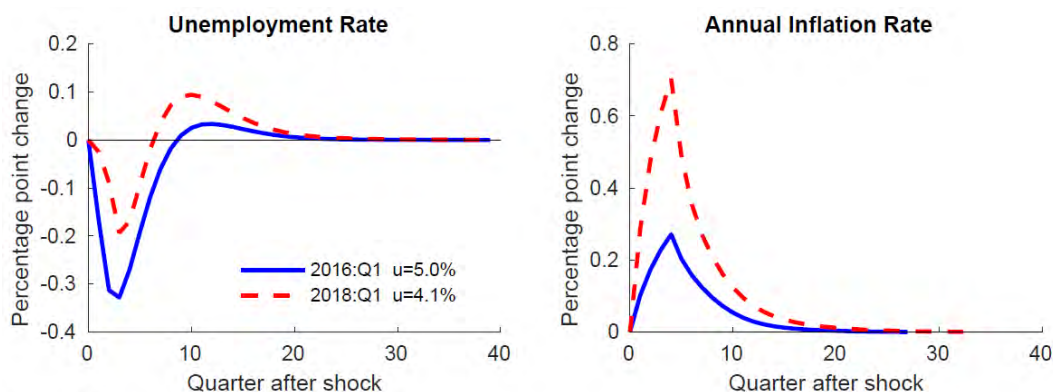 Unemployment Rate
Percentage point change
0.2
0.1
0
-0.1
-0.2
-0.3
-0.4
2016:Q1 u=5.0%
2018:Q1 u=4.1%
0 10 20 30 40
Quarter after shock
Annual Inflation Rate
Percentage point change
0.8
0.6
0.4
0.2
0
0 10 20 30 40
Quarter after shock